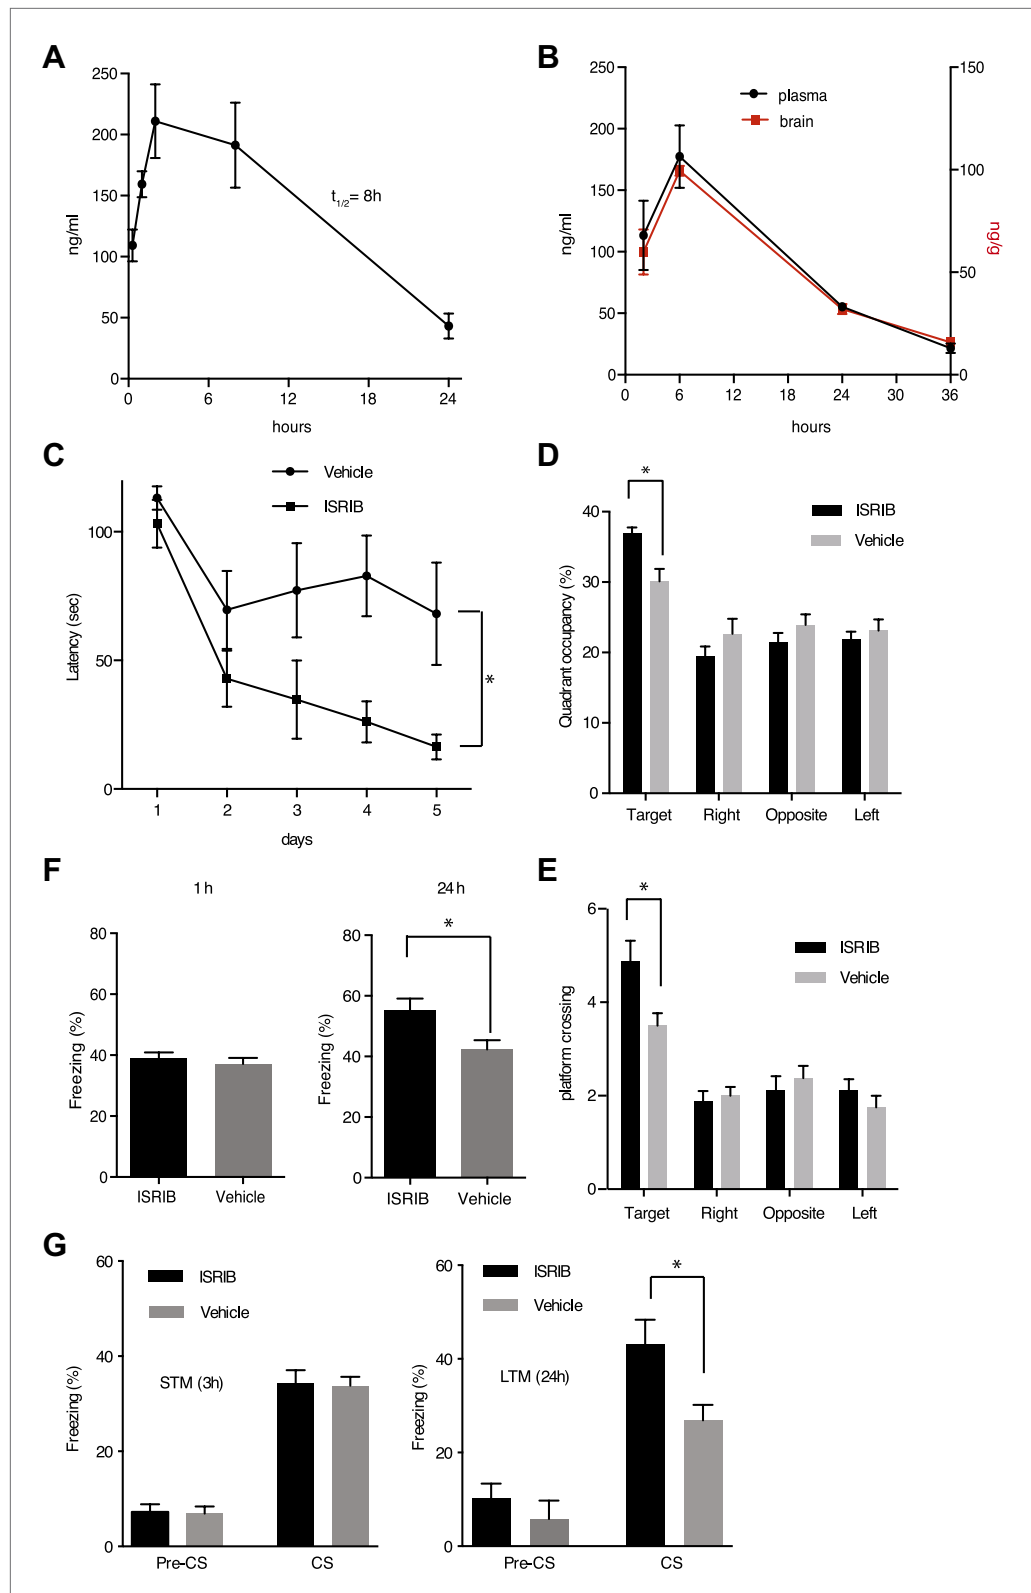 A
250
200
150
100
50
0
ng/ml
t1/2= 8h
0 6 12 18 24
hours
B
250
200
150
100
50
0
ng/ml
plasma
brain
150
100
50
0
ng/g
0 6 12 18 24 30 36
hours
C
Vehicle
ISRIB
100
50
0
Latency (sec)
*
1 2 3 4 5
days
D
*
ISRIB
Vehicle
40
30
20
10
0
Quadrant occupancy (%)
Target Right Opposite Left
F
1 h
80
60
40
20
0
Freezing (%)
ISRIB Vehicle
24 h
*
80
60
40
20
0
Freezing (%)
ISRIB Vehicle
E
*
ISRIB
Vehicle
6
4
2
0
platform crossing
Target Right Opposite Left
G
60
40
20
0
Freezing (%)
ISRIB
Vehicle
STM (3h)
Pre-CS CS
60
40
20
0
Freezing (%)
ISRIB
Vehicle
LTM (24h)
*
Pre-CS CS